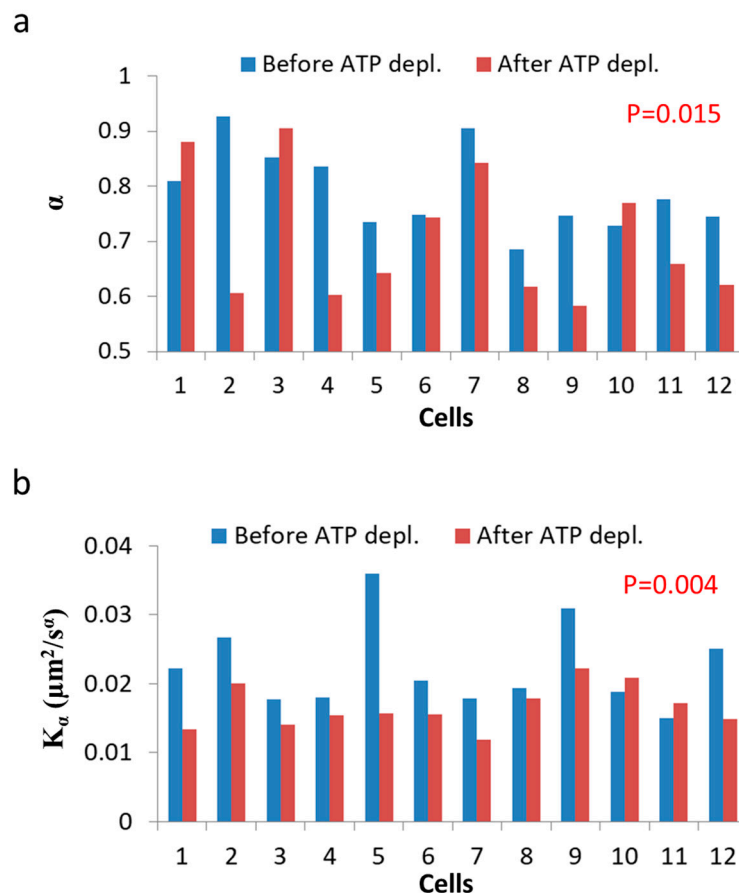 a
Before ATP depl. After ATP depl.
P=0.015
1
0.9
0.8
0.7
0.6
0.5
α
1 2 3 4 5 6 7 8 9 10 11 12
Cells
b
Before ATP depl. After ATP depl.
P=0.004
0.04
0.03
0.02
0.01
0
Kα (μm²/sᵅ)
1 2 3 4 5 6 7 8 9 10 11 12
Cells